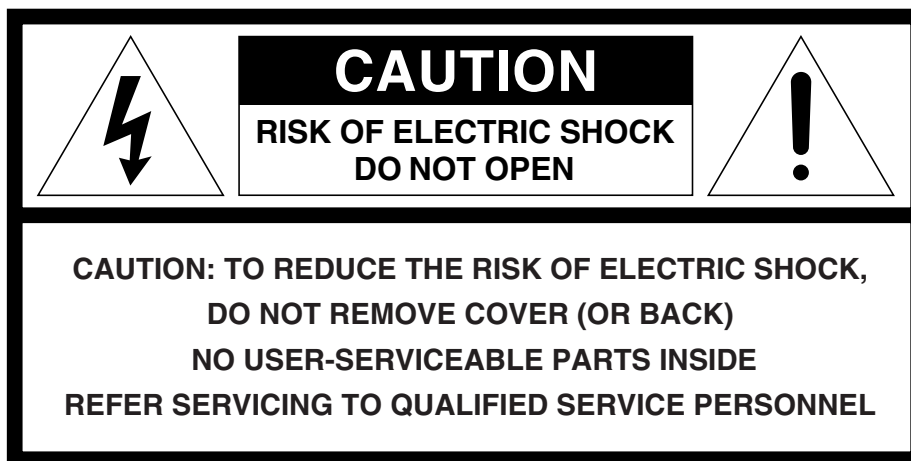 CAUTION
RISK OF ELECTRIC SHOCK
DO NOT OPEN
CAUTION: TO REDUCE THE RISK OF ELECTRIC SHOCK,
DO NOT REMOVE COVER (OR BACK)
NO USER-SERVICEABLE PARTS INSIDE
REFER SERVICING TO QUALIFIED SERVICE PERSONNEL